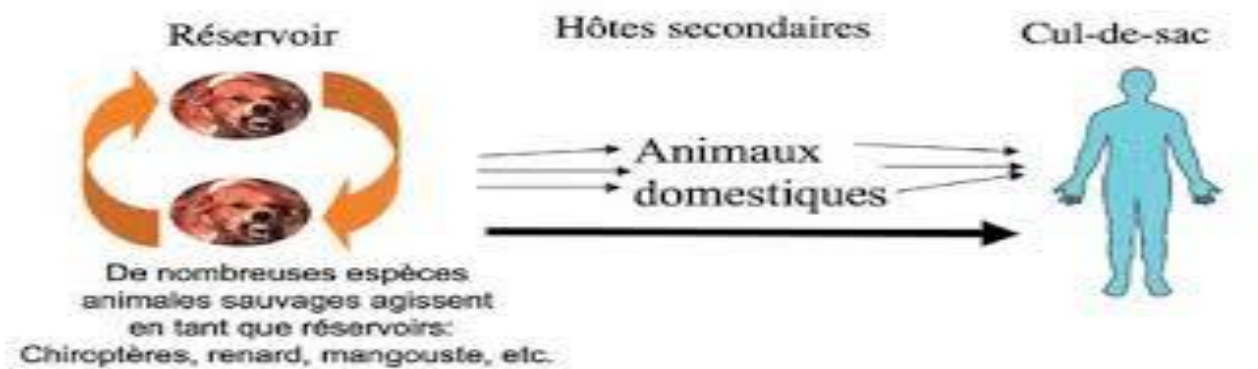 Réservoir
Hôtes secondaires
Cul-de-sac
Animaux
domestiques
De nombreuses espèces
animales sauvages agissent
en tant que réservoirs:
Chiroptères, renard, mangouste, etc.